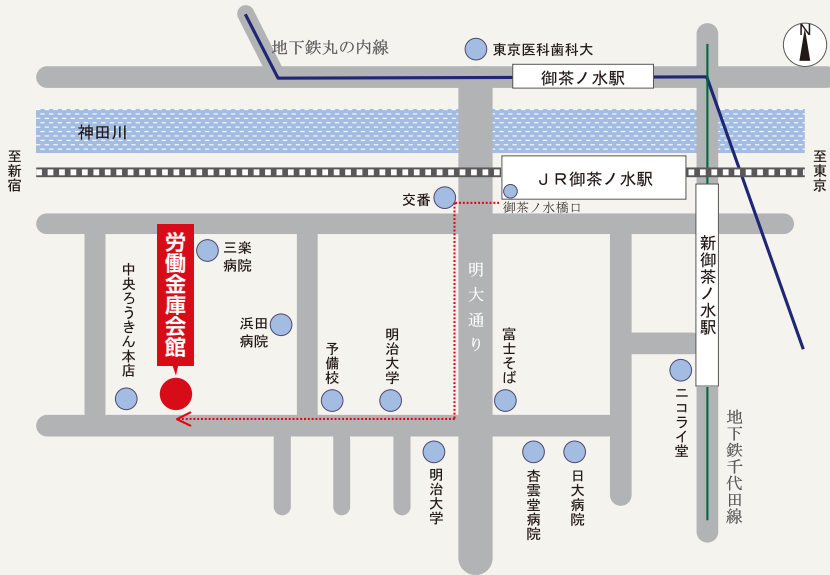 N
地下鉄丸の内線
東京医科歯科大
御茶ノ水駅
神田川
至新宿
至東京
JR御茶ノ水駅
交番
御茶ノ水橋口
労働金庫会館
三楽
病院
中央ろうきん本店
浜田
病院
予備校
明治大学
明大通り
富士そば
新御茶ノ水駅
ニコライ堂
地下鉄千代田線
明治大学
杏雲堂病院
日大病院